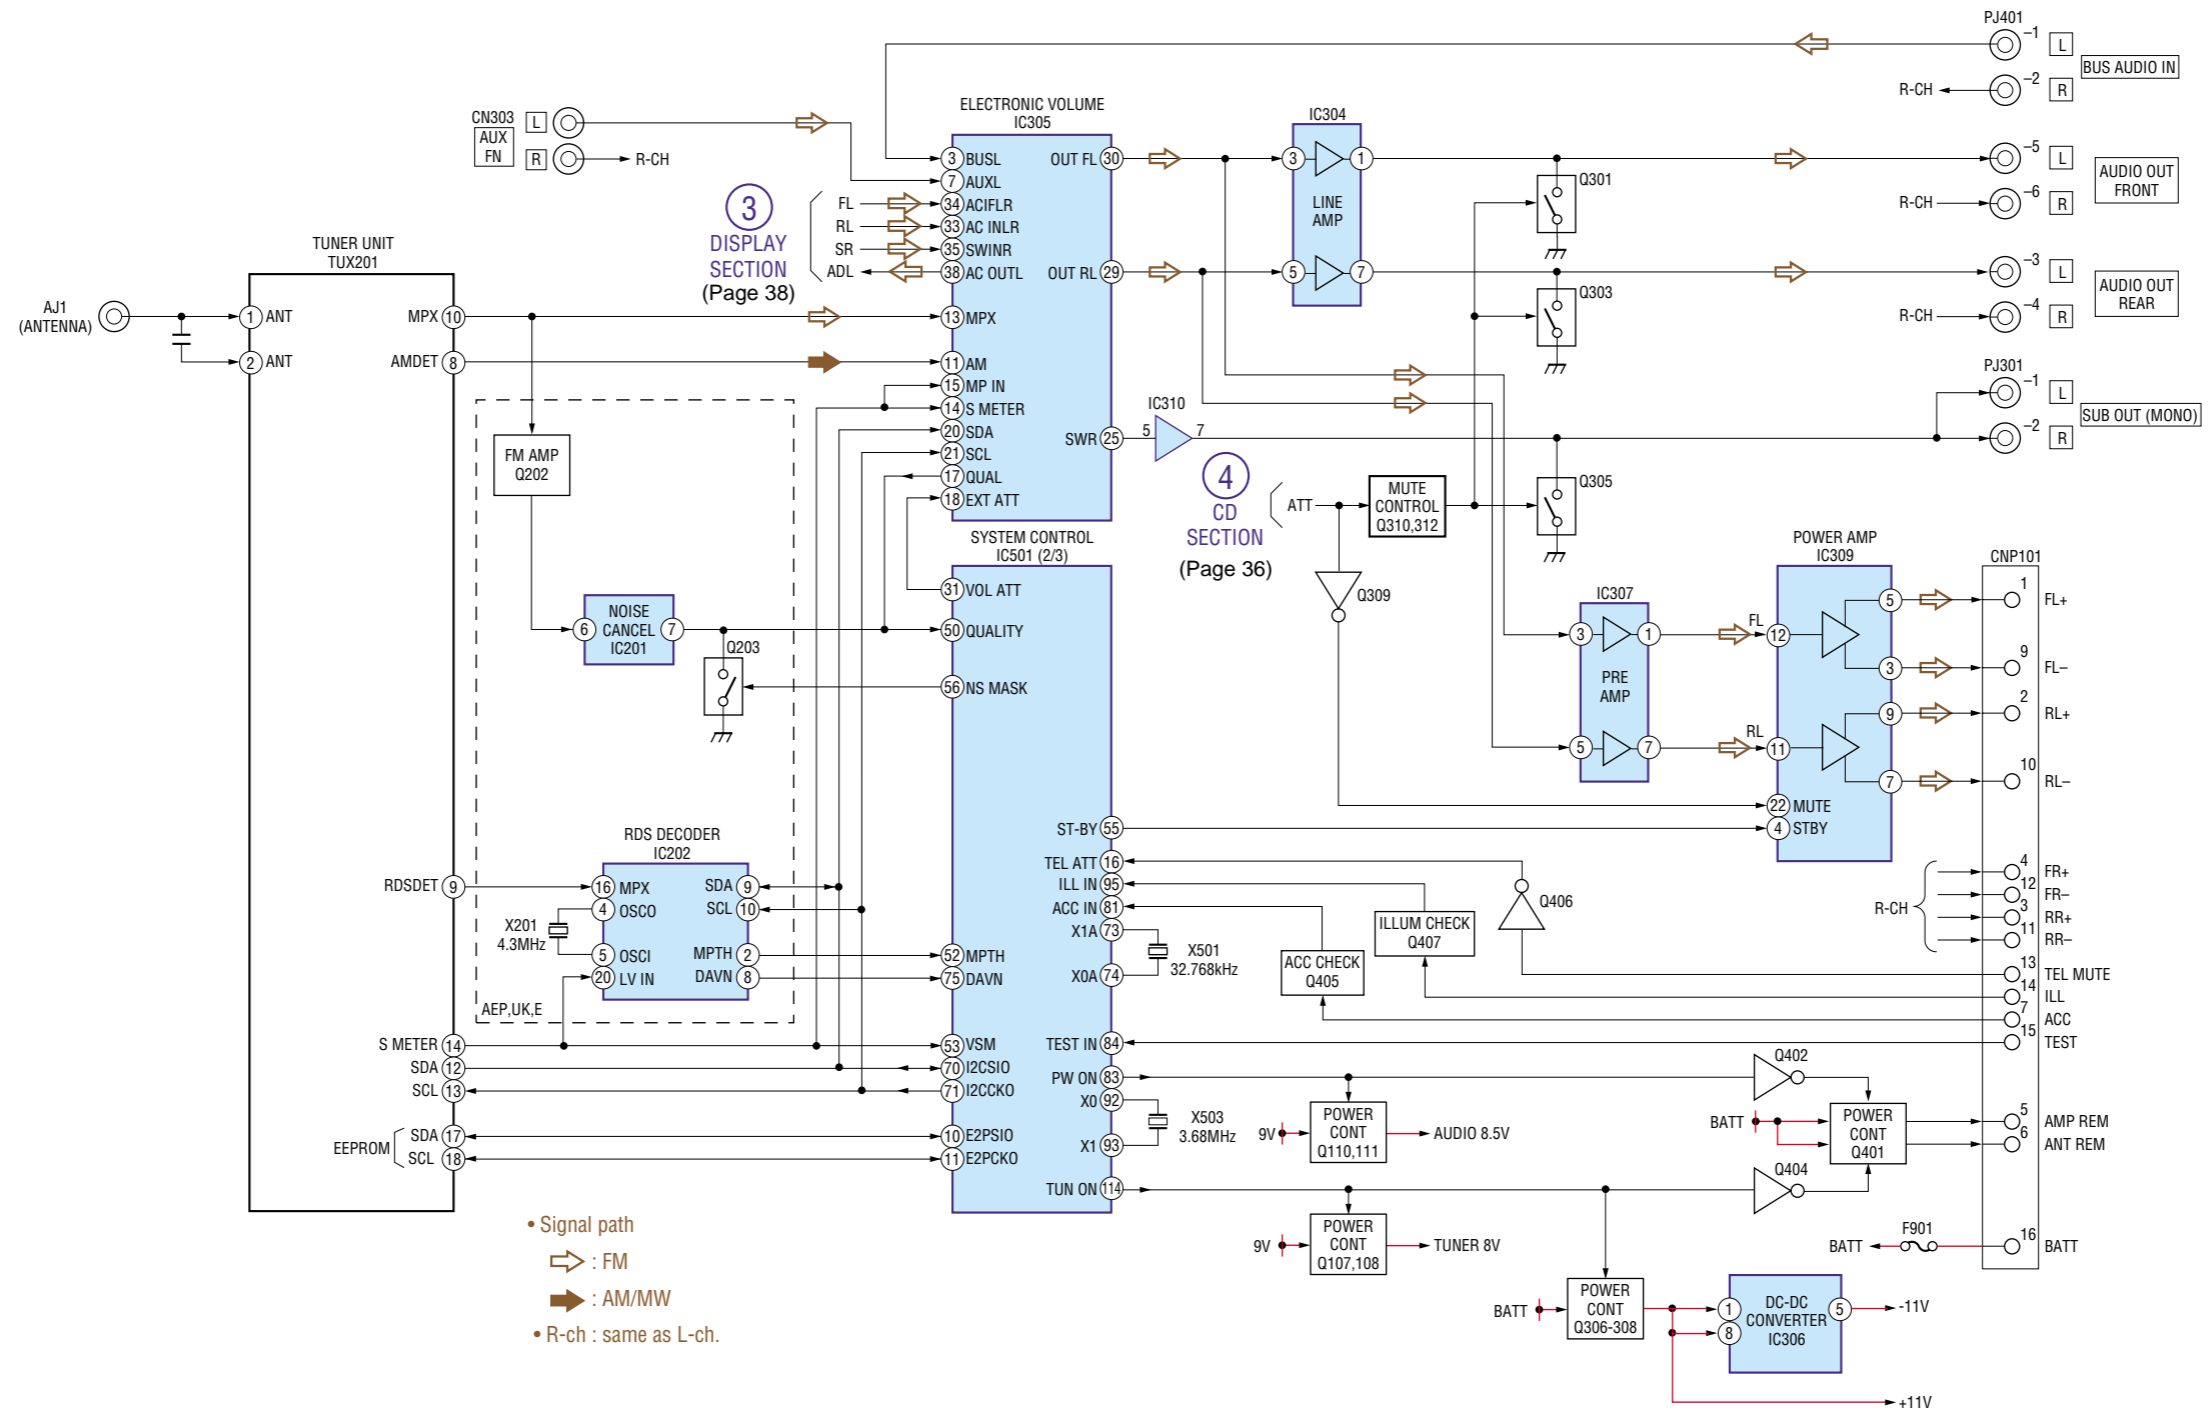 PJ401
-1
L
BUS AUDIO IN
R-CH
-2
R
CN303
L
AUX
FN
R
R-CH
ELECTRONIC VOLUME
IC305
3
BUSL
OUT FL
30
7
AUXL
34
ACIFLR
33
AC INLR
35
SWINR
38
AC OUTL
OUT RL
29
13
MPX
11
AM
15
MP IN
14
S METER
20
SDA
SWR
25
21
SCL
17
QUAL
18
EXT ATT
3
DISPLAY
SECTION
(Page 38)
FL
RL
SR
ADL
IC304
3
1
LINE
AMP
5
7
Q301
Q303
-5
L
AUDIO OUT
FRONT
R-CH
-6
R
-3
L
AUDIO OUT
REAR
R-CH
-4
R
PJ301
-1
L
SUB OUT (MONO)
-2
R
IC310
5
7
4
CD
SECTION
(Page 36)
ATT
MUTE
CONTROL
Q310,312
Q305
Q309
TUNER UNIT
TUX201
AJ1
(ANTENNA)
1
ANT
MPX
10
2
ANT
AMDET
8
RDSDET
9
S METER
14
SDA
12
SCL
13
EEPROM
SDA
17
SCL
18
FM AMP
Q202
NOISE
CANCEL
IC201
6
7
Q203
RDS DECODER
IC202
16
MPX
SDA
9
4
OSCO
SCL
10
X201
4.3MHz
5
OSCI
MPTH
2
20
LV IN
DAVN
8
AEP,UK,E
SYSTEM CONTROL
IC501 (2/3)
31
VOL ATT
50
QUALITY
56
NS MASK
ST-BY
55
TEL ATT
16
ILL IN
95
ACC IN
81
X1A
73
52
MPTH
X0A
74
75
DAVN
53
VSM
TEST IN
84
70
I2CSIO
PW ON
83
71
I2CCKO
X0
92
10
E2PSIO
X1
93
11
E2PCKO
TUN ON
114
X501
32.768kHz
X503
3.68MHz
IC307
3
1
PRE
AMP
5
7
FL
RL
POWER AMP
IC309
12
5
3
11
9
7
22
MUTE
4
STBY
CNP101
1
FL+
9
FL–
2
RL+
10
RL–
R-CH
4
FR+
12
FR–
3
RR+
11
RR–
13
TEL MUTE
14
ILL
7
ACC
15
TEST
5
AMP REM
6
ANT REM
16
BATT
Q406
ILLUM CHECK
Q407
ACC CHECK
Q405
Q402
BATT
POWER
CONT
Q401
Q404
9V
POWER
CONT
Q110,111
AUDIO 8.5V
9V
POWER
CONT
Q107,108
TUNER 8V
BATT
F901
BATT
POWER
CONT
Q306-308
1
8
DC-DC
CONVERTER
IC306
5
-11V
+11V
• Signal path
: FM
: AM/MW
• R-ch : same as L-ch.